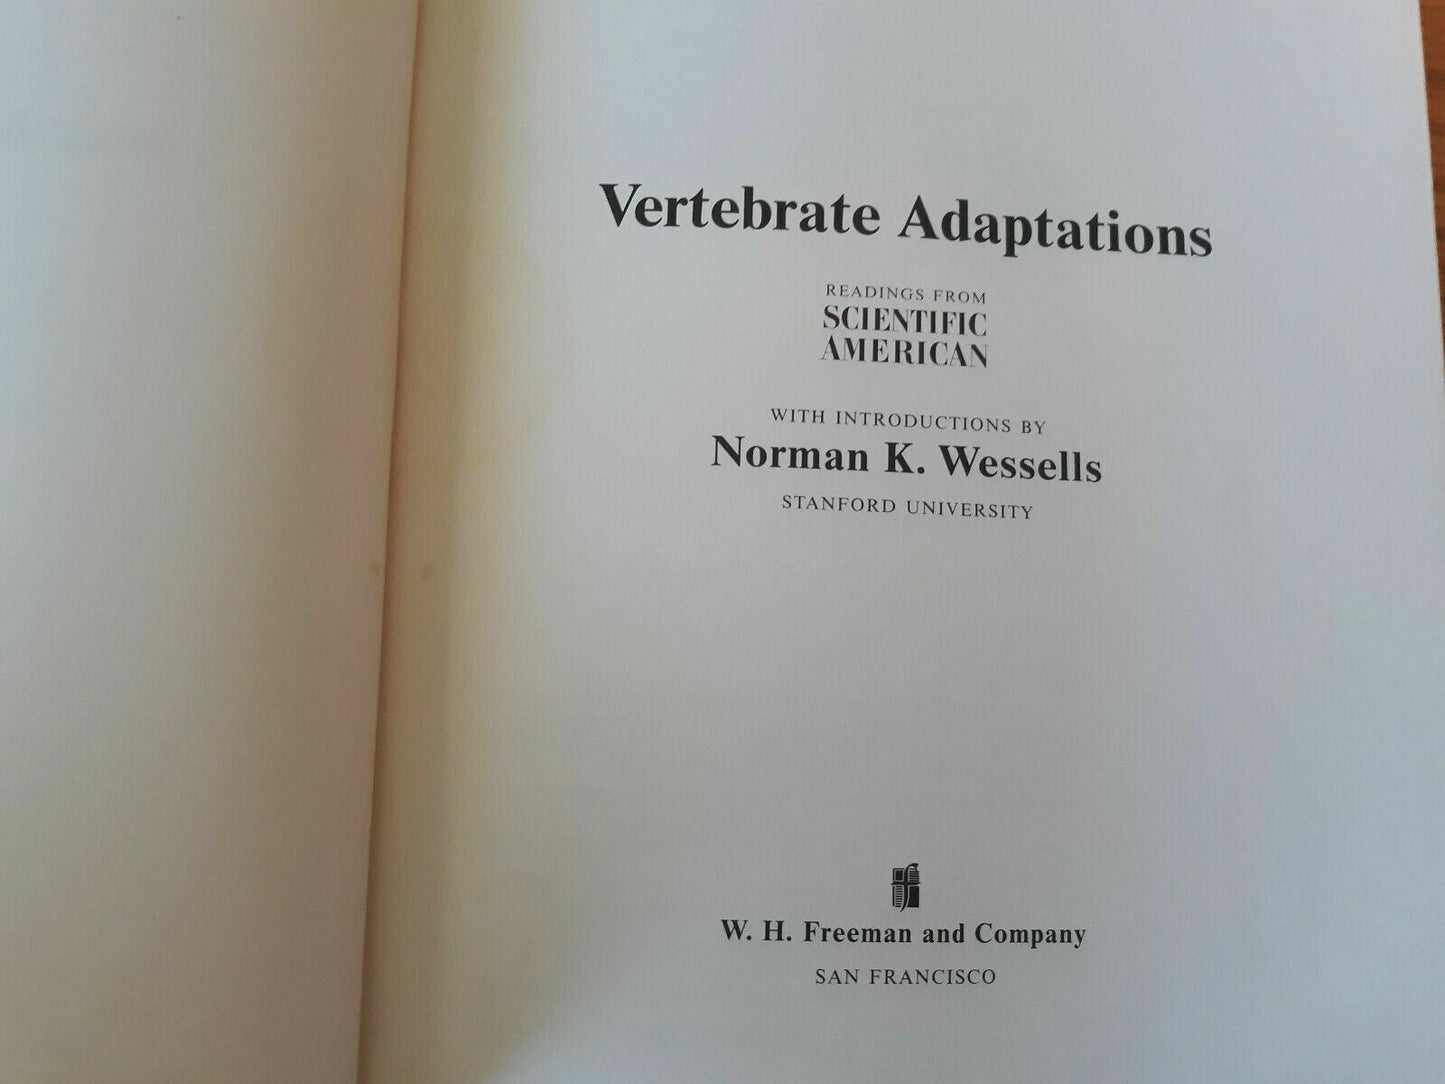 Vertebrate Adaptations
READINGS FROM
SCIENTIFIC
AMERICAN
WITH INTRODUCTIONS BY
Norman K. Wessells
STANFORD UNIVERSITY
W. H. Freeman and Company
SAN FRANCISCO